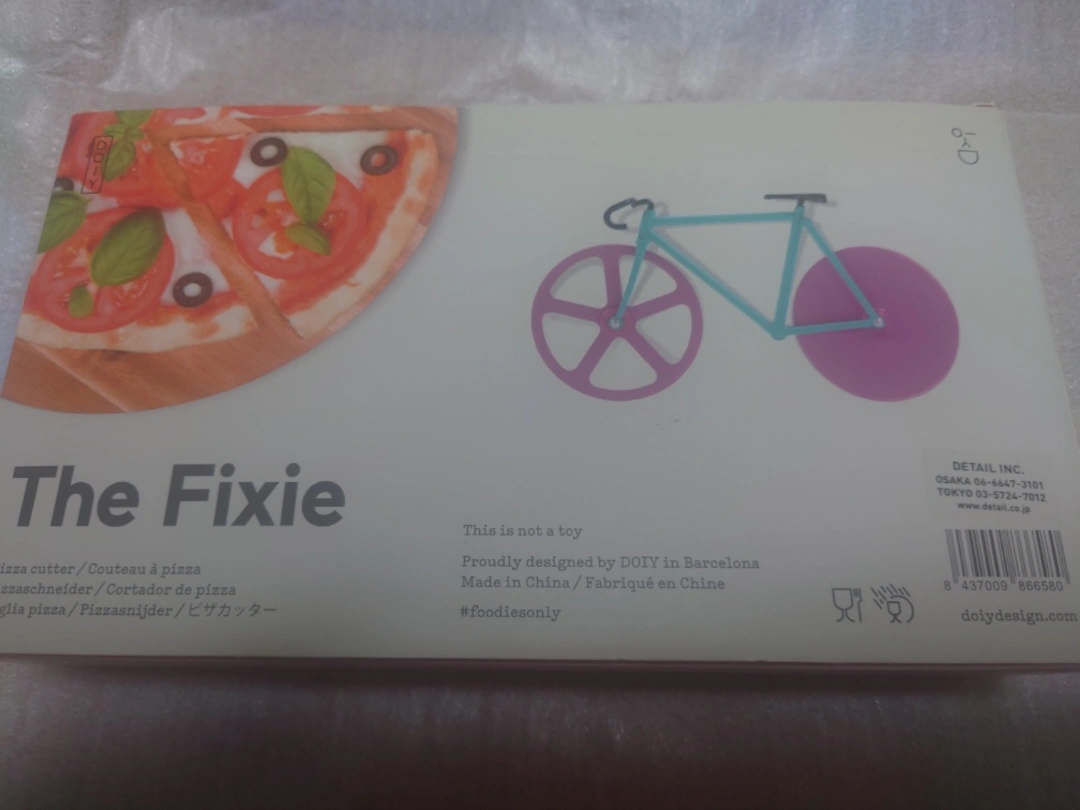 DOIY
DOIY
The Fixie
izza cutter / Couteau à pizza
izzaschneider / Cortador de pizza
glia pizza / Pizzasnijder / ピザカッター
This is not a toy
Proudly designed by DOIY in Barcelona
Made in China / Fabriqué en Chine
#foodiesonly
DETAIL INC.
OSAKA 06-6647-3101
TOKYO 03-5724-7012
www.detail.co.jp
8 437009 866580
doiydesign.com